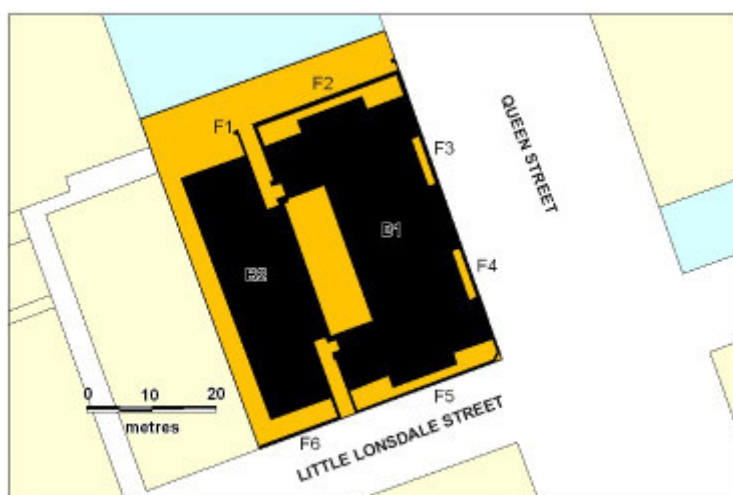 F2
F1
QUEEN STREET
F3
B1
B2
F4
0 10 20
metres
F5
F6
LITTLE LONSDALE STREET